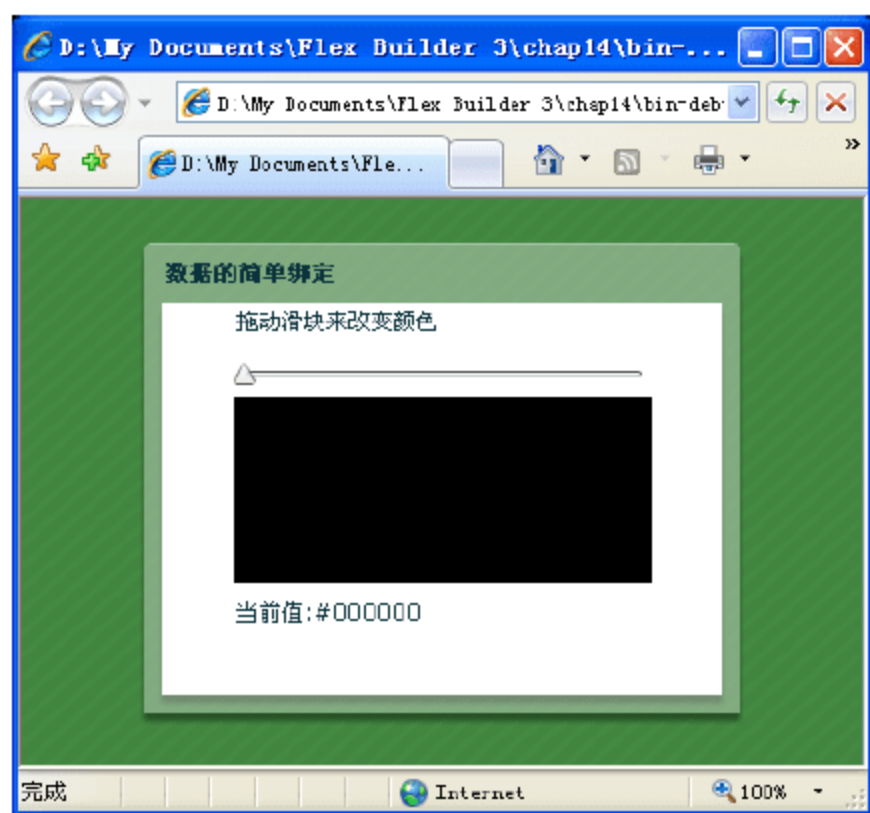 D:\My Documents\Flex Builder 3\chap14\bin-...
D:\My Documents\Flex Builder 3\chap14\bin-deb
D:\My Documents\Fle...
数据的简单绑定
拖动滑块来改变颜色
当前值:#000000
完成 Internet 100%